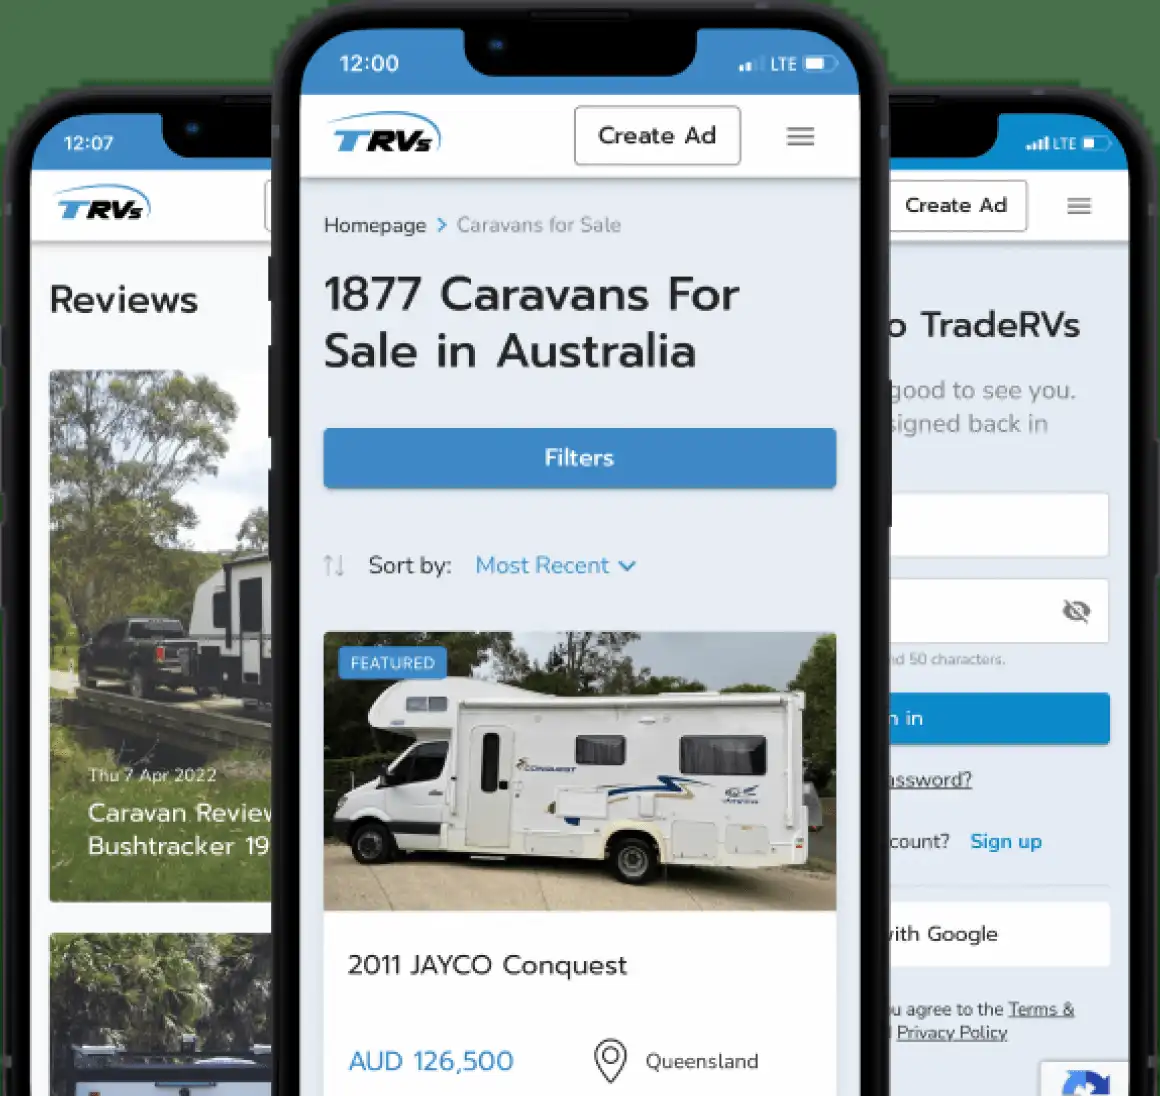 12:07
TRVs
Reviews
Thu 7 Apr 2022
Caravan Review
Bushtracker 19
12:00
LTE
TRVs
Create Ad
Homepage > Caravans for Sale
1877 Caravans For
Sale in Australia
Filters
Sort by: Most Recent
FEATURED
CONQUEST
Jayco
2011 JAYCO Conquest
AUD 126,500
Queensland
LTE
Create Ad
o TradeRVs
good to see you.
signed back in
nd 50 characters.
n in
assword?
count? Sign up
with Google
u agree to the Terms &
Privacy Policy